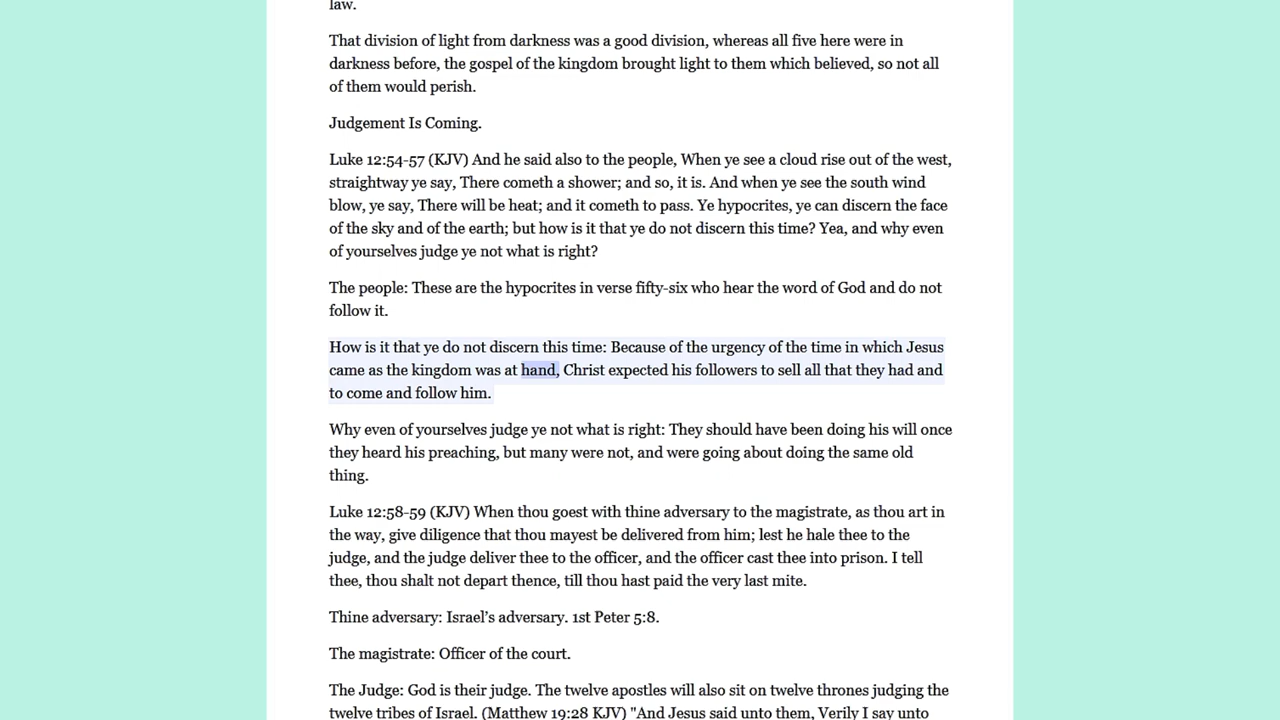 law.
That division of light from darkness was a good division, whereas all five here were in
darkness before, the gospel of the kingdom brought light to them which believed, so not all
of them would perish.
Judgement Is Coming.
Luke 12:54-57 (KJV) And he said also to the people, When ye see a cloud rise out of the west,
straightway ye say, There cometh a shower; and so, it is. And when ye see the south wind
blow, ye say, There will be heat; and it cometh to pass. Ye hypocrites, ye can discern the face
of the sky and of the earth; but how is it that ye do not discern this time? Yea, and why even
of yourselves judge ye not what is right?
The people: These are the hypocrites in verse fifty-six who hear the word of God and do not
follow it.
How is it that ye do not discern this time: Because of the urgency of the time in which Jesus
came as the kingdom was at hand, Christ expected his followers to sell all that they had and
to come and follow him.
Why even of yourselves judge ye not what is right: They should have been doing his will once
they heard his preaching, but many were not, and were going about doing the same old
thing.
Luke 12:58-59 (KJV) When thou goest with thine adversary to the magistrate, as thou art in
the way, give diligence that thou mayest be delivered from him; lest he hale thee to the
judge, and the judge deliver thee to the officer, and the officer cast thee into prison. I tell
thee, thou shalt not depart thence, till thou hast paid the very last mite.
Thine adversary: Israel’s adversary. 1st Peter 5:8.
The magistrate: Officer of the court.
The Judge: God is their judge. The twelve apostles will also sit on twelve thrones judging the
twelve tribes of Israel. (Matthew 19:28 KJV) "And Jesus said unto them, Verily I say unto